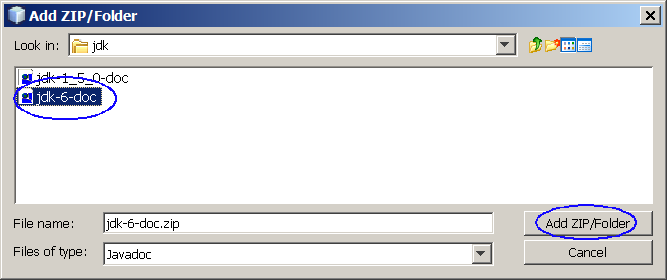 Add ZIP/Folder
Look in: jdk
jdk-1_5_0-doc
jdk-6-doc
File name: jdk-6-doc.zip Add ZIP/Folder
Files of type: Javadoc Cancel